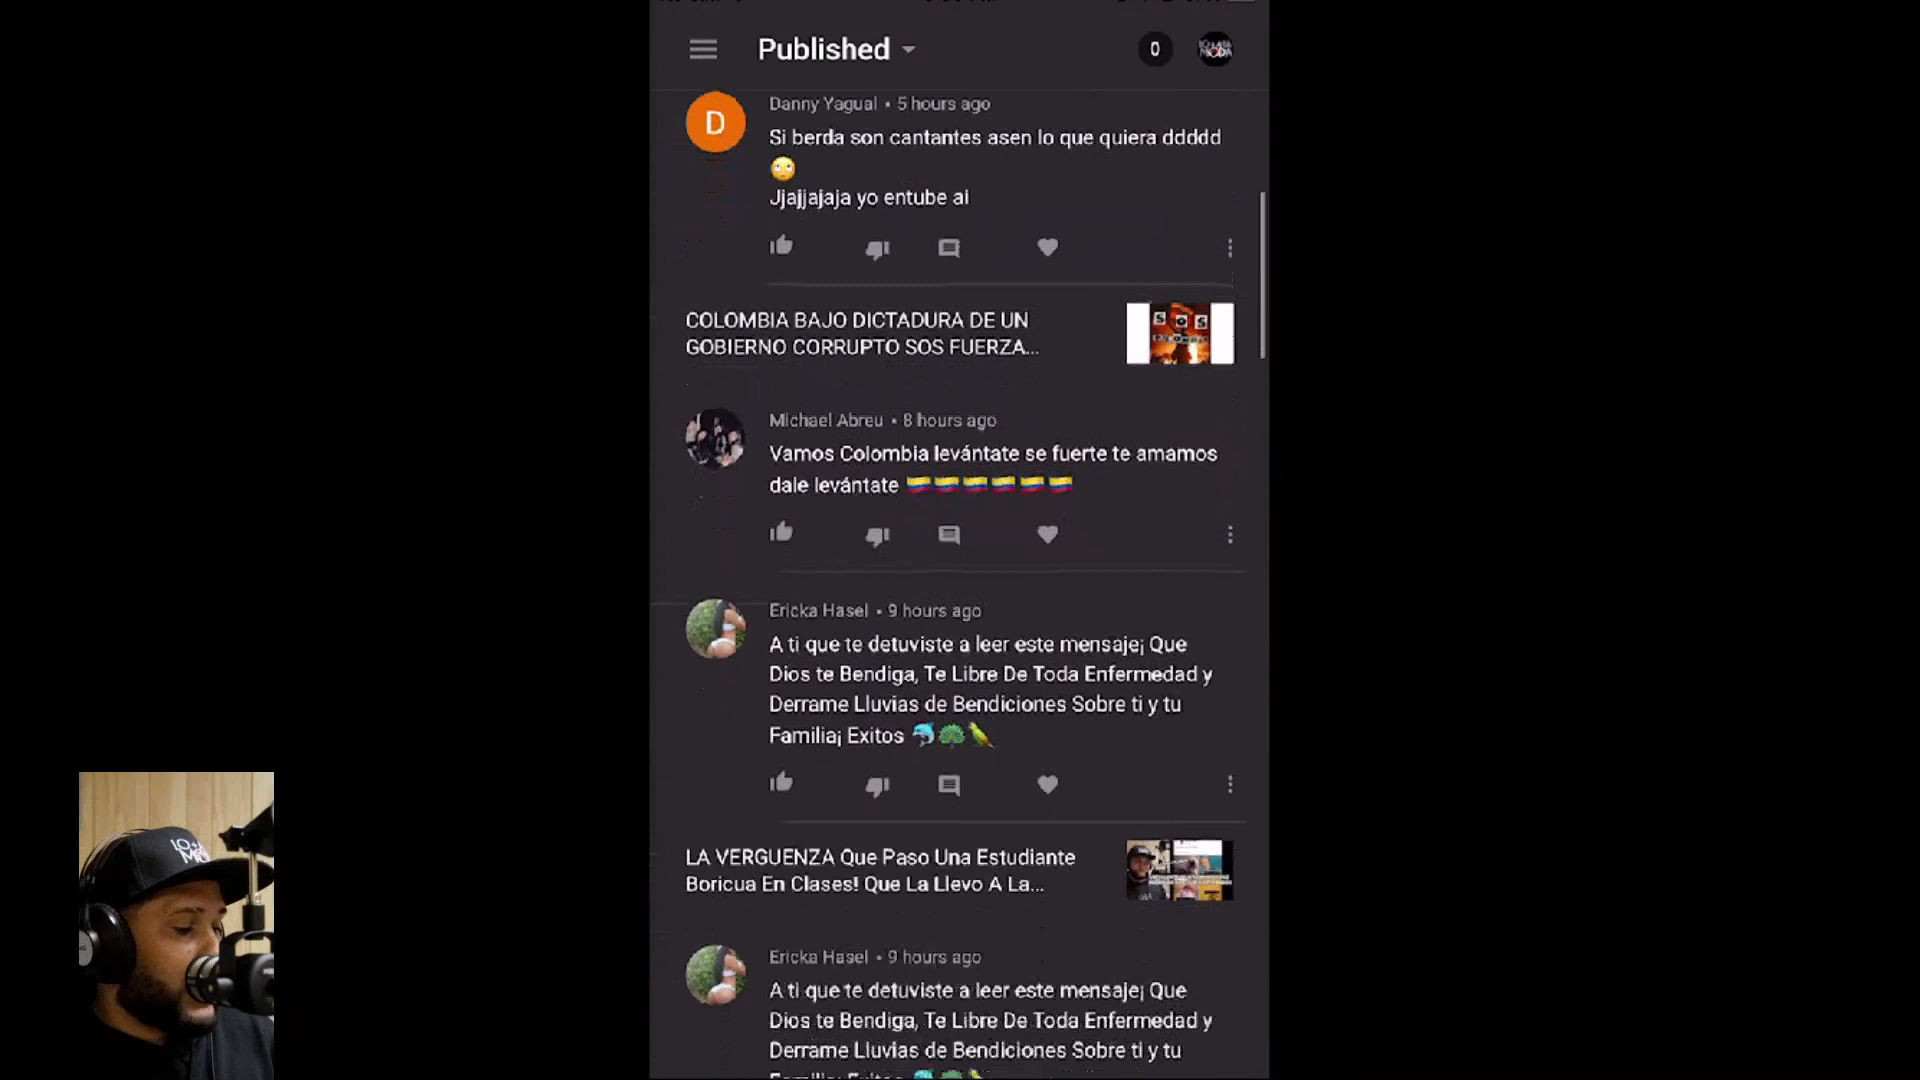 Published
0
Danny Yagual • 5 hours ago
D
Si berda son cantantes asen lo que quiera ddddd
🙄
Jjajjajaja yo entube ai
COLOMBIA BAJO DICTADURA DE UN
GOBIERNO CORRUPTO SOS FUERZA...
SOS
Michael Abreu • 8 hours ago
Vamos Colombia levántate se fuerte te amamos
dale levántate 🇨🇴🇨🇴🇨🇴🇨🇴🇨🇴🇨🇴
Ericka Hasel • 9 hours ago
A ti que te detuviste a leer este mensaje¡ Que
Dios te Bendiga, Te Libre De Toda Enfermedad y
Derrame Lluvias de Bendiciones Sobre ti y tu
Familia¡ Exitos 🐬🦚🦜
LA VERGUENZA Que Paso Una Estudiante
Boricua En Clases! Que La Llevo A La...
Ericka Hasel • 9 hours ago
A ti que te detuviste a leer este mensaje¡ Que
Dios te Bendiga, Te Libre De Toda Enfermedad y
Derrame Lluvias de Bendiciones Sobre ti y tu